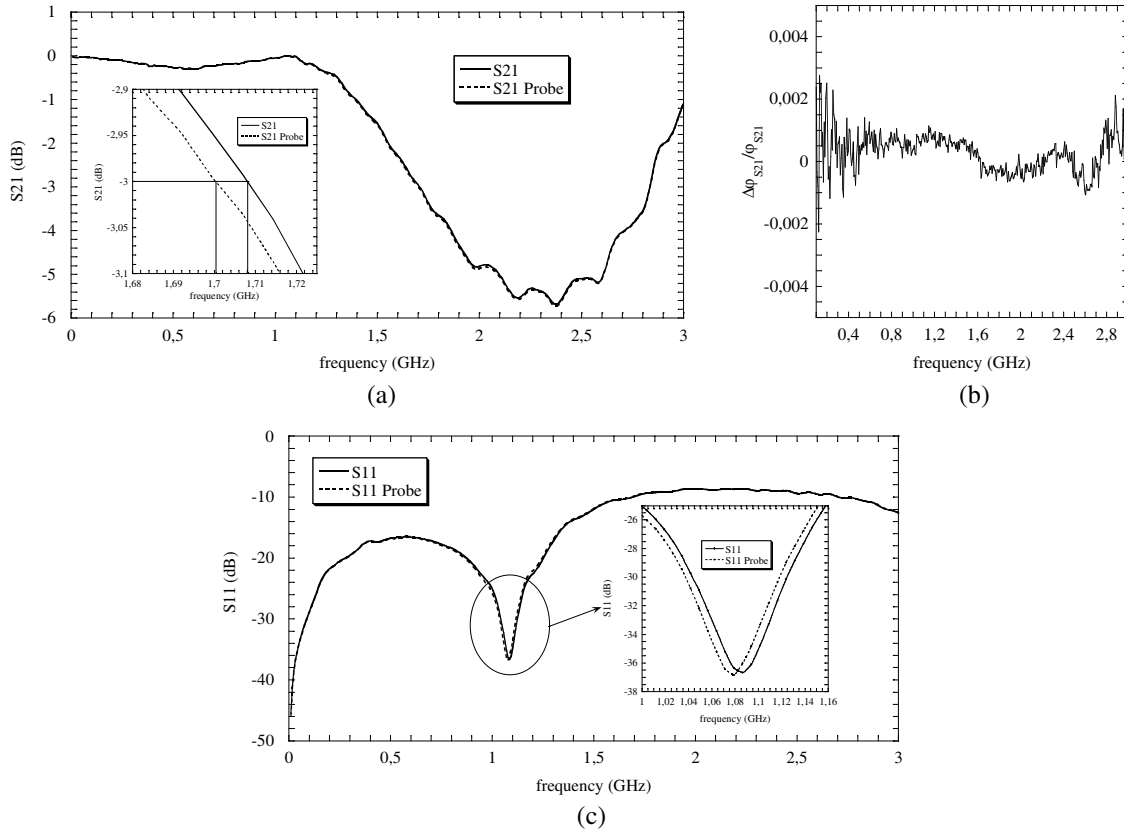 0
-1
-2
-3
-4
-5
-6
S21 (dB)
S21
S21 Probe
-2,9
-2,95
-3
-3,05
-3,1
S21 (dB)
S21
S21 Probe
1,68 1,69 1,7 1,71 1,72
frequency (GHz)
0 0,5 1 1,5 2 2,5 3
frequency (GHz)
(a)
0,004
0,002
0
-0,002
-0,004
Δφ_S21/φ_S21
0,4 0,8 1,2 1,6 2 2,4 2,8
frequency (GHz)
(b)
0
-10
-20
-30
-40
-50
S11 (dB)
S11
S11 Probe
-26
-28
-30
-32
-34
-36
-38
S11 (dB)
S11
S11 Probe
1 1,02 1,04 1,06 1,08 1,1 1,12 1,14 1,16
frequency (GHz)
0 0,5 1 1,5 2 2,5 3
frequency (GHz)
(c)